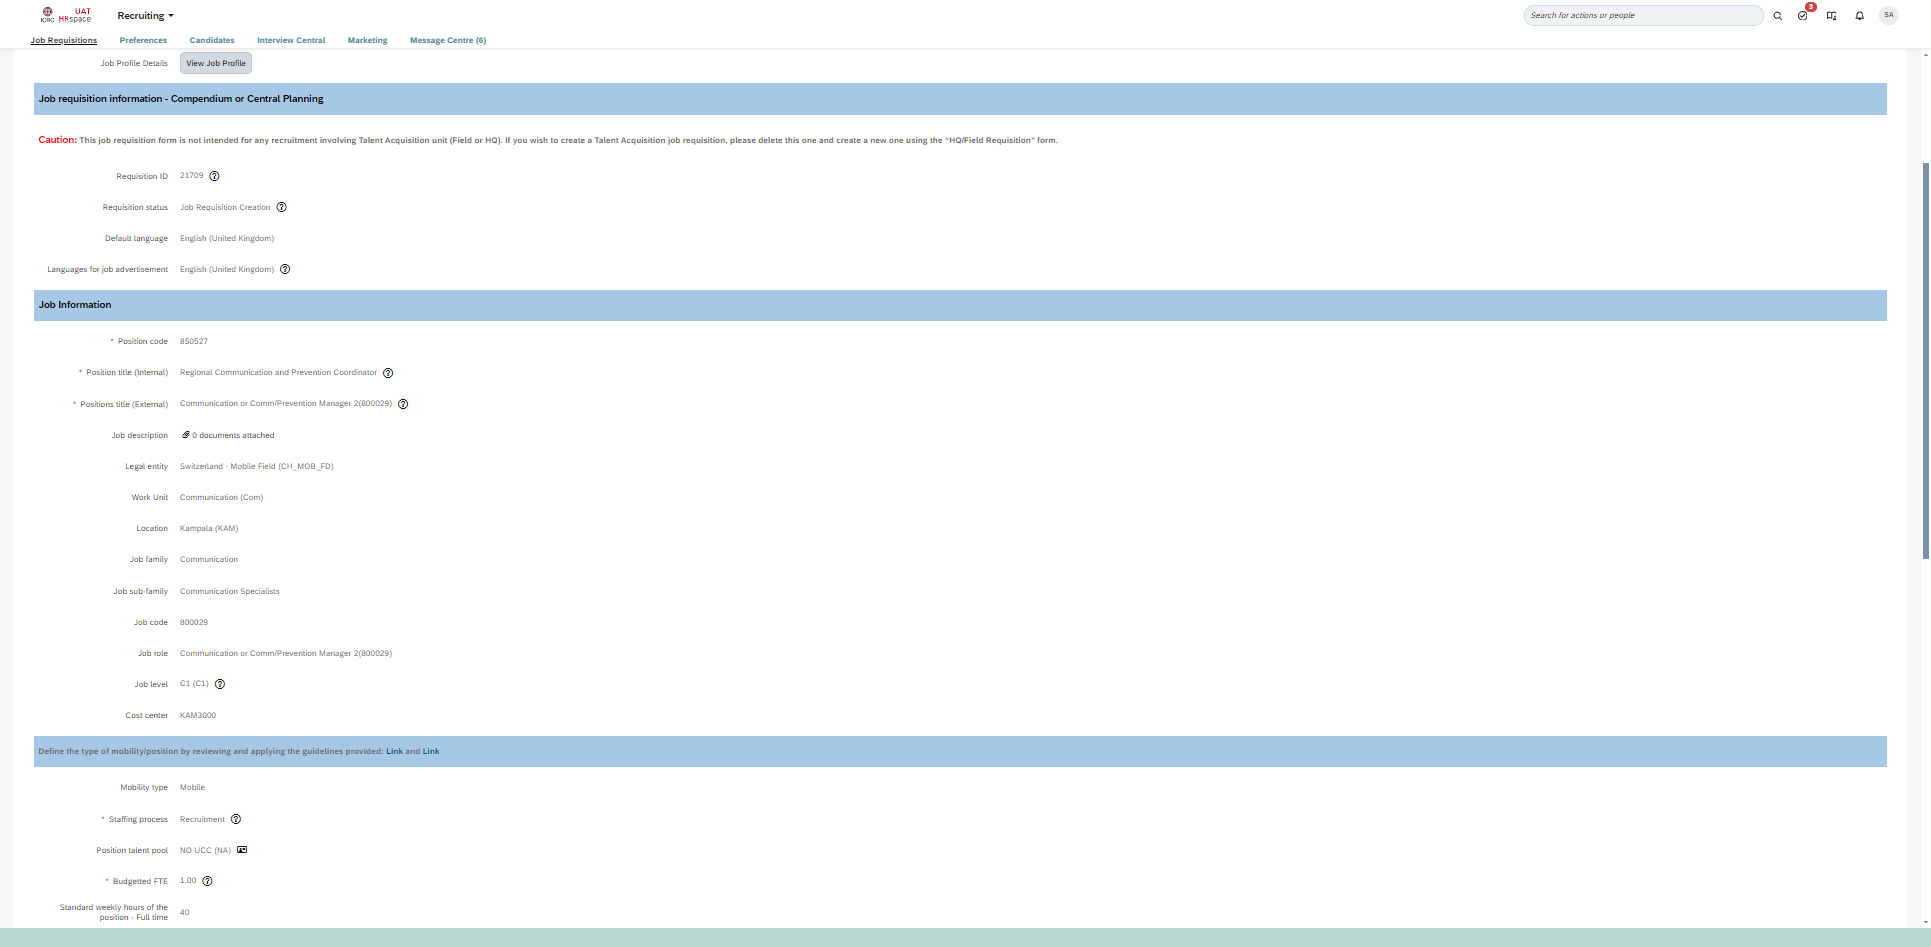 ICRC UAT HRspace
Recruiting
Search for actions or people
3
SA
Job Requisitions Preferences Candidates Interview Central Marketing Message Centre (6)
Job Profile Details View Job Profile
Job requisition information - Compendium or Central Planning
Caution: This job requisition form is not intended for any recruitment involving Talent Acquisition unit (Field or HQ). If you wish to create a Talent Acquisition job requisition, please delete this one and create a new one using the “HQ/Field Requisition” form.
Requisition ID 21709 ?
Requisition status Job Requisition Creation ?
Default language English (United Kingdom)
Languages for job advertisement English (United Kingdom) ?
Job Information
* Position code 850527
* Position title (Internal) Regional Communication and Prevention Coordinator ?
* Positions title (External) Communication or Comm/Prevention Manager 2(800029) ?
Job description 0 documents attached
Legal entity Switzerland - Mobile Field (CH_MOB_FD)
Work Unit Communication (Com)
Location Kampala (KAM)
Job family Communication
Job sub-family Communication Specialists
Job code 800029
Job role Communication or Comm/Prevention Manager 2(800029)
Job level C1 (C1) ?
Cost center KAM3000
Define the type of mobility/position by reviewing and applying the guidelines provided: Link and Link
Mobility type Mobile
* Staffing process Recruitment ?
Position talent pool NO UCC (NA)
* Budgetted FTE 1.00 ?
Standard weekly hours of the
position - Full time 40